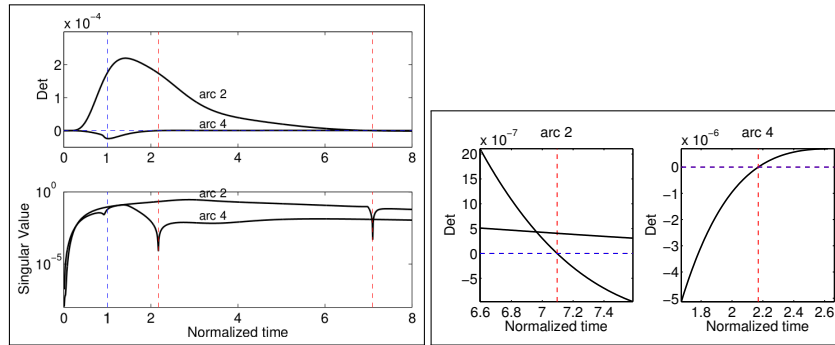 x 10⁻⁴
2
0
Det
arc 2
arc 4
0 1 2 4 6 8
10⁰
10⁻⁵
Singular Value
arc 2
arc 4
0 1 2 4 6 8
Normalized time
x 10⁻⁷ arc 2
20
15
10
5
0
−5
Det
6.6 6.8 7 7.2 7.4
Normalized time
x 10⁻⁶ arc 4
0
−1
−2
−3
−4
−5
Det
1.8 2 2.2 2.4 2.6
Normalized time